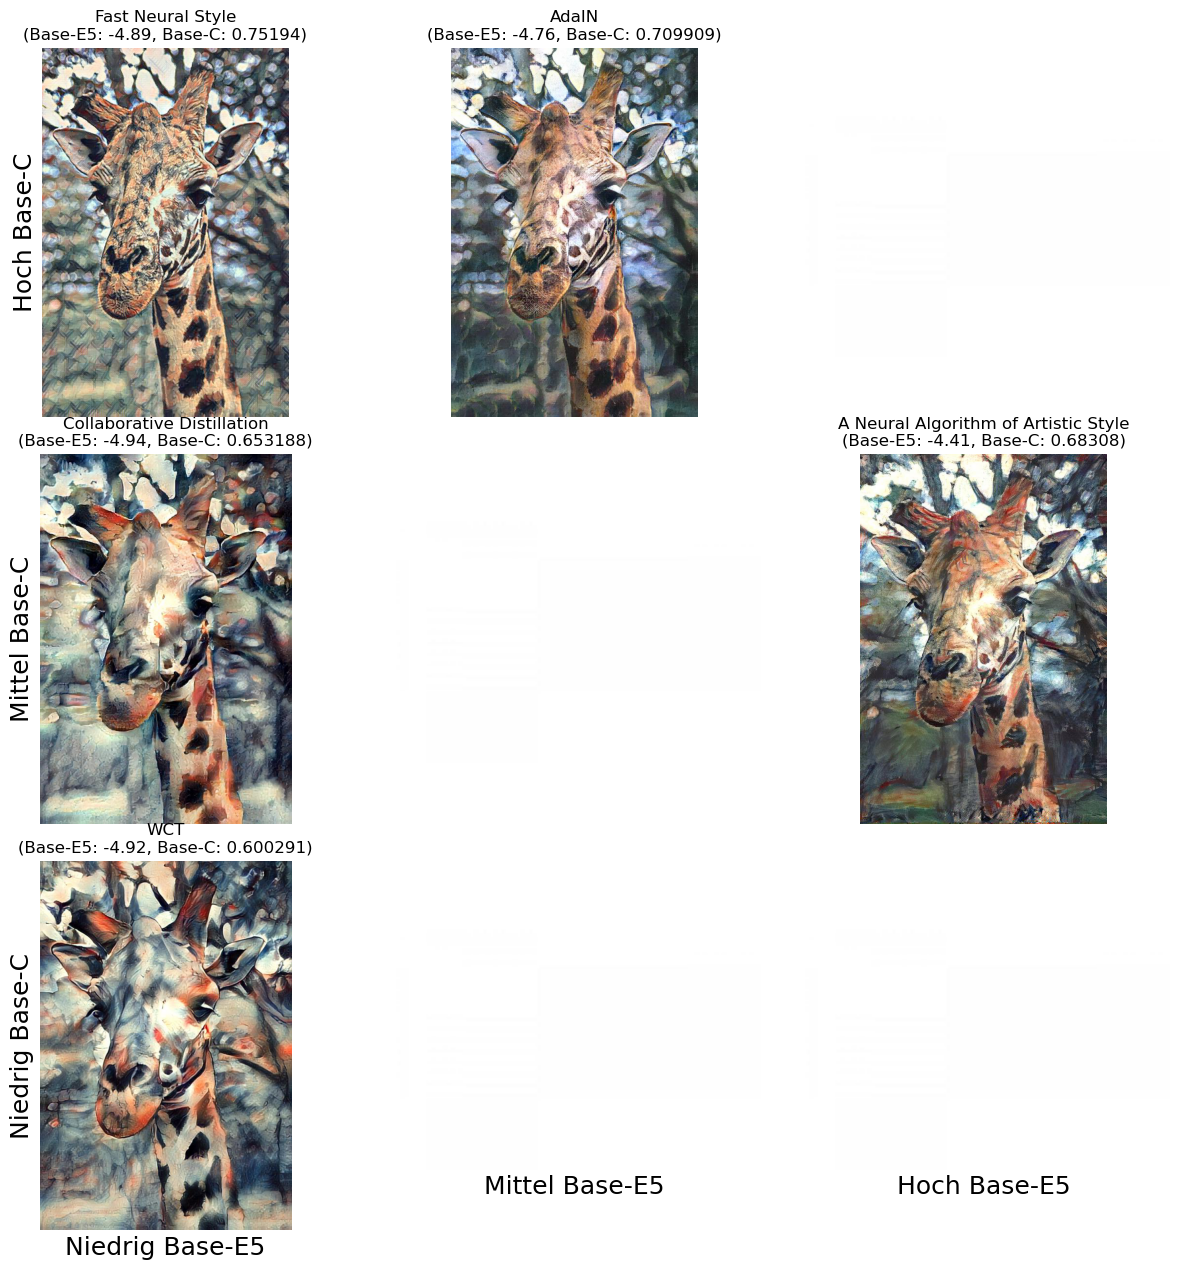 Fast Neural Style
(Base-E5: -4.89, Base-C: 0.75194)
AdaIN
(Base-E5: -4.76, Base-C: 0.709909)
Hoch Base-C
Collaborative Distillation
(Base-E5: -4.94, Base-C: 0.653188)
A Neural Algorithm of Artistic Style
(Base-E5: -4.41, Base-C: 0.68308)
Mittel Base-C
WCT
(Base-E5: -4.92, Base-C: 0.600291)
Niedrig Base-C
Niedrig Base-E5
Mittel Base-E5
Hoch Base-E5